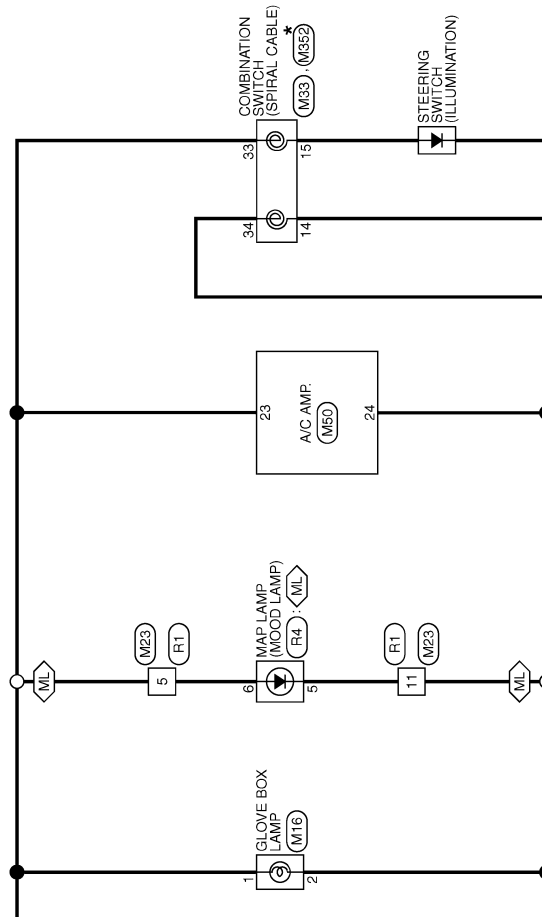 COMBINATION
SWITCH
(SPIRAL CABLE)
M33 , M352 *
33
34
15
14
STEERING
SWITCH
(ILLUMINATION)
23
A/C AMP.
M50
24
ML
M23
R1
5
MAP LAMP
(MOOD LAMP)
R4 : ML
6
5
R1
M23
11
ML
GLOVE BOX
LAMP
M16
1
2